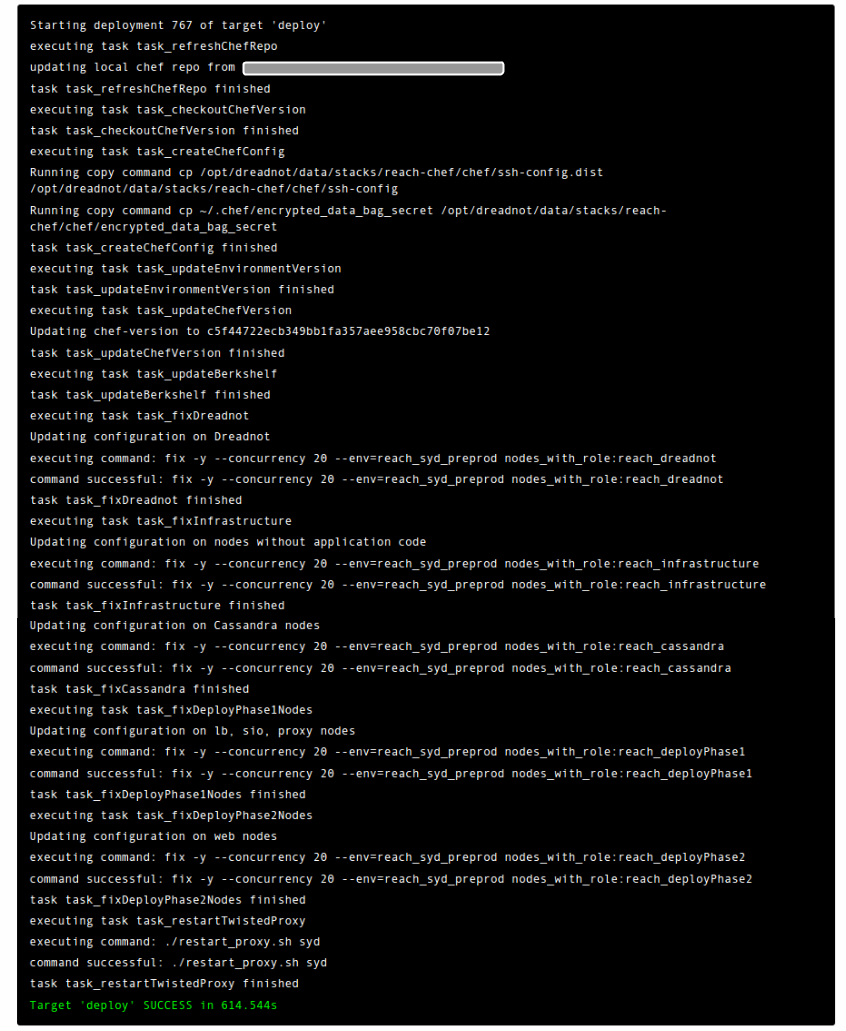 Starting deployment 767 of target 'deploy'
executing task task_refreshChefRepo
updating local chef repo from
task task_refreshChefRepo finished
executing task task_checkoutChefVersion
task task_checkoutChefVersion finished
executing task task_createChefConfig
Running copy command cp /opt/dreadnot/data/stacks/reach-chef/chef/ssh-config.dist
/opt/dreadnot/data/stacks/reach-chef/chef/ssh-config
Running copy command cp ~/.chef/encrypted_data_bag_secret /opt/dreadnot/data/stacks/reach-
chef/chef/encrypted_data_bag_secret
task task_createChefConfig finished
executing task task_updateEnvironmentVersion
task task_updateEnvironmentVersion finished
executing task task_updateChefVersion
Updating chef-version to c5f44722ecb349bb1fa357aee958cbc70f07be12
task task_updateChefVersion finished
executing task task_updateBerkshelf
task task_updateBerkshelf finished
executing task task_fixDreadnot
Updating configuration on Dreadnot
executing command: fix -y --concurrency 20 --env=reach_syd_preprod nodes_with_role:reach_dreadnot
command successful: fix -y --concurrency 20 --env=reach_syd_preprod nodes_with_role:reach_dreadnot
task task_fixDreadnot finished
executing task task_fixInfrastructure
Updating configuration on nodes without application code
executing command: fix -y --concurrency 20 --env=reach_syd_preprod nodes_with_role:reach_infrastructure
command successful: fix -y --concurrency 20 --env=reach_syd_preprod nodes_with_role:reach_infrastructure
task task_fixInfrastructure finished
Updating configuration on Cassandra nodes
executing command: fix -y --concurrency 20 --env=reach_syd_preprod nodes_with_role:reach_cassandra
command successful: fix -y --concurrency 20 --env=reach_syd_preprod nodes_with_role:reach_cassandra
task task_fixCassandra finished
executing task task_fixDeployPhase1Nodes
Updating configuration on lb, sio, proxy nodes
executing command: fix -y --concurrency 20 --env=reach_syd_preprod nodes_with_role:reach_deployPhase1
command successful: fix -y --concurrency 20 --env=reach_syd_preprod nodes_with_role:reach_deployPhase1
task task_fixDeployPhase1Nodes finished
executing task task_fixDeployPhase2Nodes
Updating configuration on web nodes
executing command: fix -y --concurrency 20 --env=reach_syd_preprod nodes_with_role:reach_deployPhase2
command successful: fix -y --concurrency 20 --env=reach_syd_preprod nodes_with_role:reach_deployPhase2
task task_fixDeployPhase2Nodes finished
executing task task_restartTwistedProxy
executing command: ./restart_proxy.sh syd
command successful: ./restart_proxy.sh syd
task task_restartTwistedProxy finished
Target 'deploy' SUCCESS in 614.544s